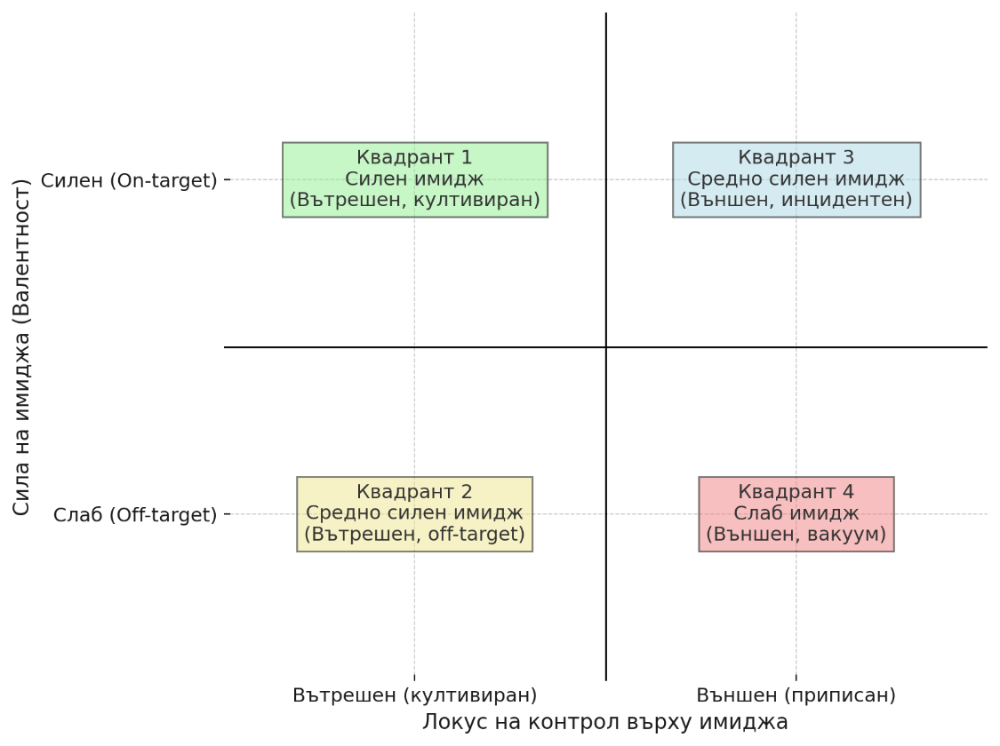 Сила на имиджа (Валентност)
Силен (On-target)
Слаб (Off-target)
Квадрант 1
Силен имидж
(Вътрешен, култивиран)
Квадрант 3
Средно силен имидж
(Външен, инцидентен)
Квадрант 2
Средно силен имидж
(Вътрешен, off-target)
Квадрант 4
Слаб имидж
(Външен, вакуум)
Вътрешен (култивиран)
Външен (приписан)
Локус на контрол върху имиджа